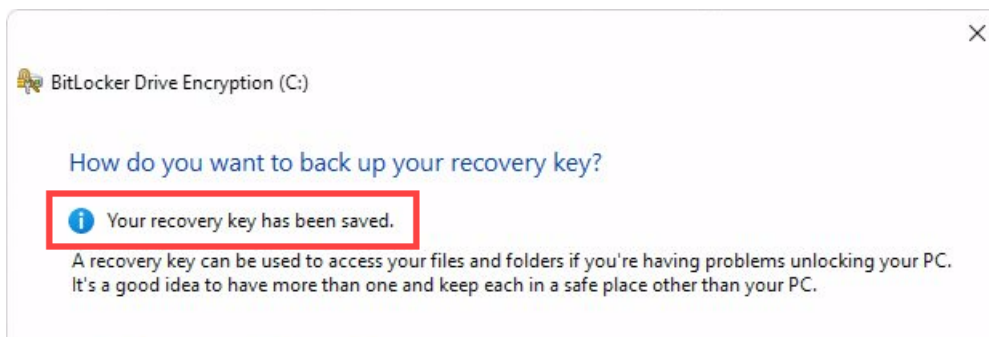 BitLocker Drive Encryption (C:)
How do you want to back up your recovery key?
Your recovery key has been saved.
A recovery key can be used to access your files and folders if you're having problems unlocking your PC.
It's a good idea to have more than one and keep each in a safe place other than your PC.